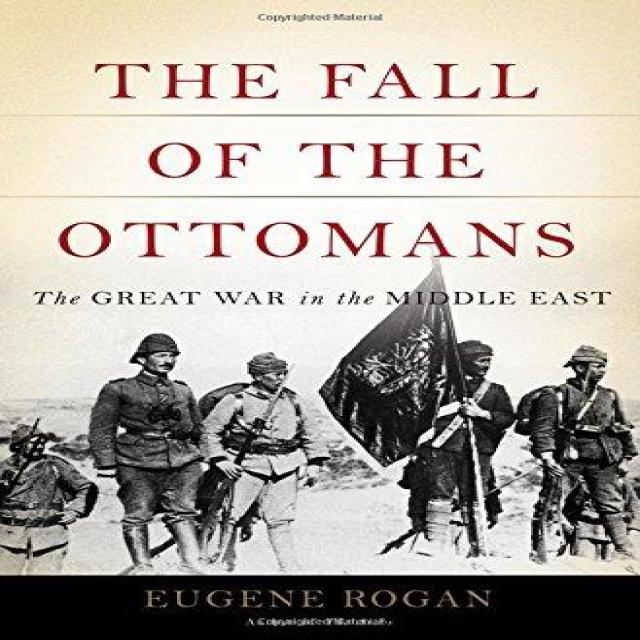 Copyrighted Material
THE FALL
OF THE
OTTOMANS
The GREAT WAR in the MIDDLE EAST
EUGENE ROGAN